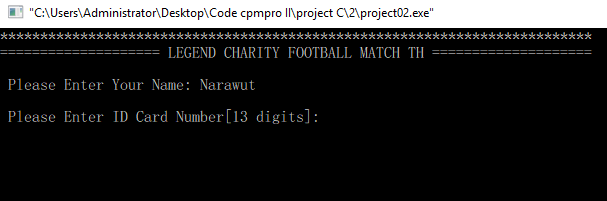 "C:\Users\Administrator\Desktop\Code cpmpro II\project C\2\project02.exe"
**************************************************************************
==================== LEGEND CHARITY FOOTBALL MATCH TH ====================
Please Enter Your Name: Narawut
Please Enter ID Card Number[13 digits]: